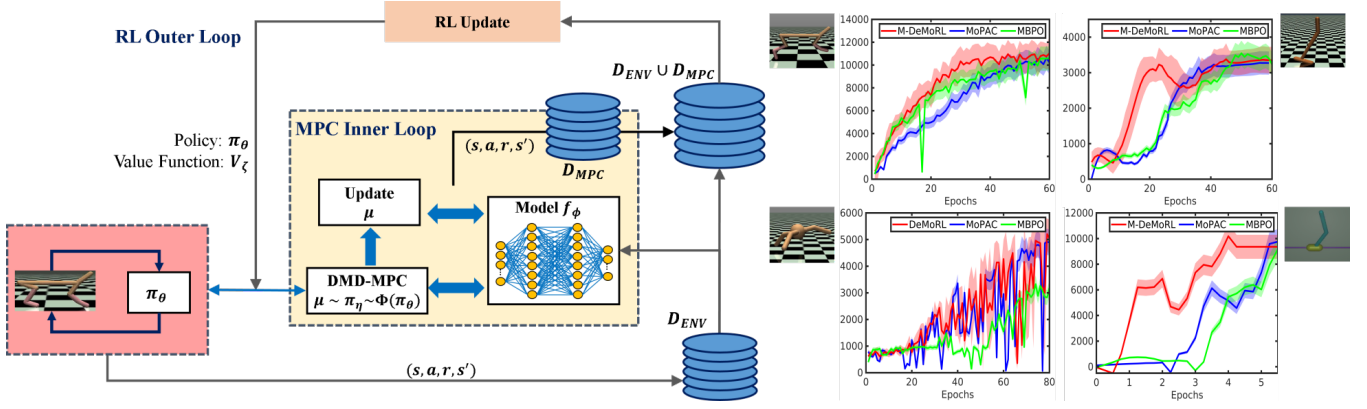 RL Update
RL Outer Loop
D_ENV ∪ D_MPC
MPC Inner Loop
Policy: π_θ
Value Function: V_ζ
(s, a, r, s′)
D_MPC
Update
μ
Model f_ϕ
π_θ
DMD-MPC
μ ~ π_η~Φ(π_θ)
D_ENV
(s, a, r, s′)
M-DeMoRL MoPAC MBPO
14000
12000
10000
8000
6000
4000
2000
0
0 20 40 60
Epochs
M-DeMoRL MoPAC MBPO
4000
3000
2000
1000
0
0 20 40 60
Epochs
DeMoRL MoPAC MBPO
6000
5000
4000
3000
2000
1000
0
0 20 40 60 80
Epochs
DeMoRL MoPAC MBPO
12000
10000
8000
6000
4000
2000
0
0 1 2 3 4 5
Epochs